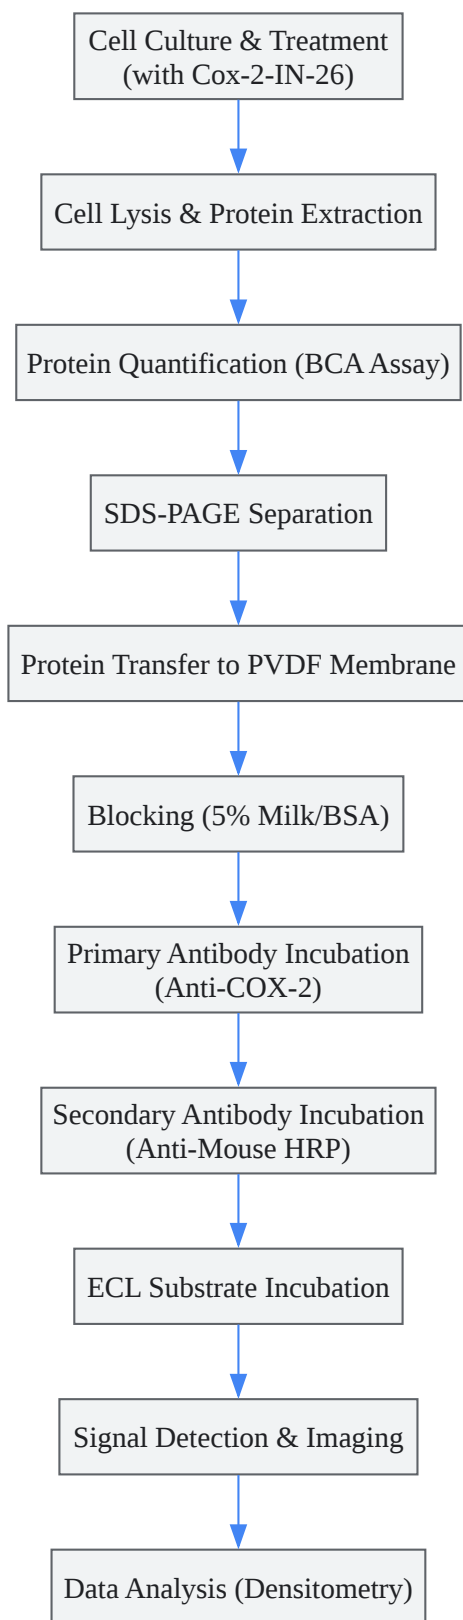 Cell Culture & Treatment
(with Cox-2-IN-26)
Cell Lysis & Protein Extraction
Protein Quantification (BCA Assay)
SDS-PAGE Separation
Protein Transfer to PVDF Membrane
Blocking (5% Milk/BSA)
Primary Antibody Incubation
(Anti-COX-2)
Secondary Antibody Incubation
(Anti-Mouse HRP)
ECL Substrate Incubation
Signal Detection & Imaging
Data Analysis (Densitometry)